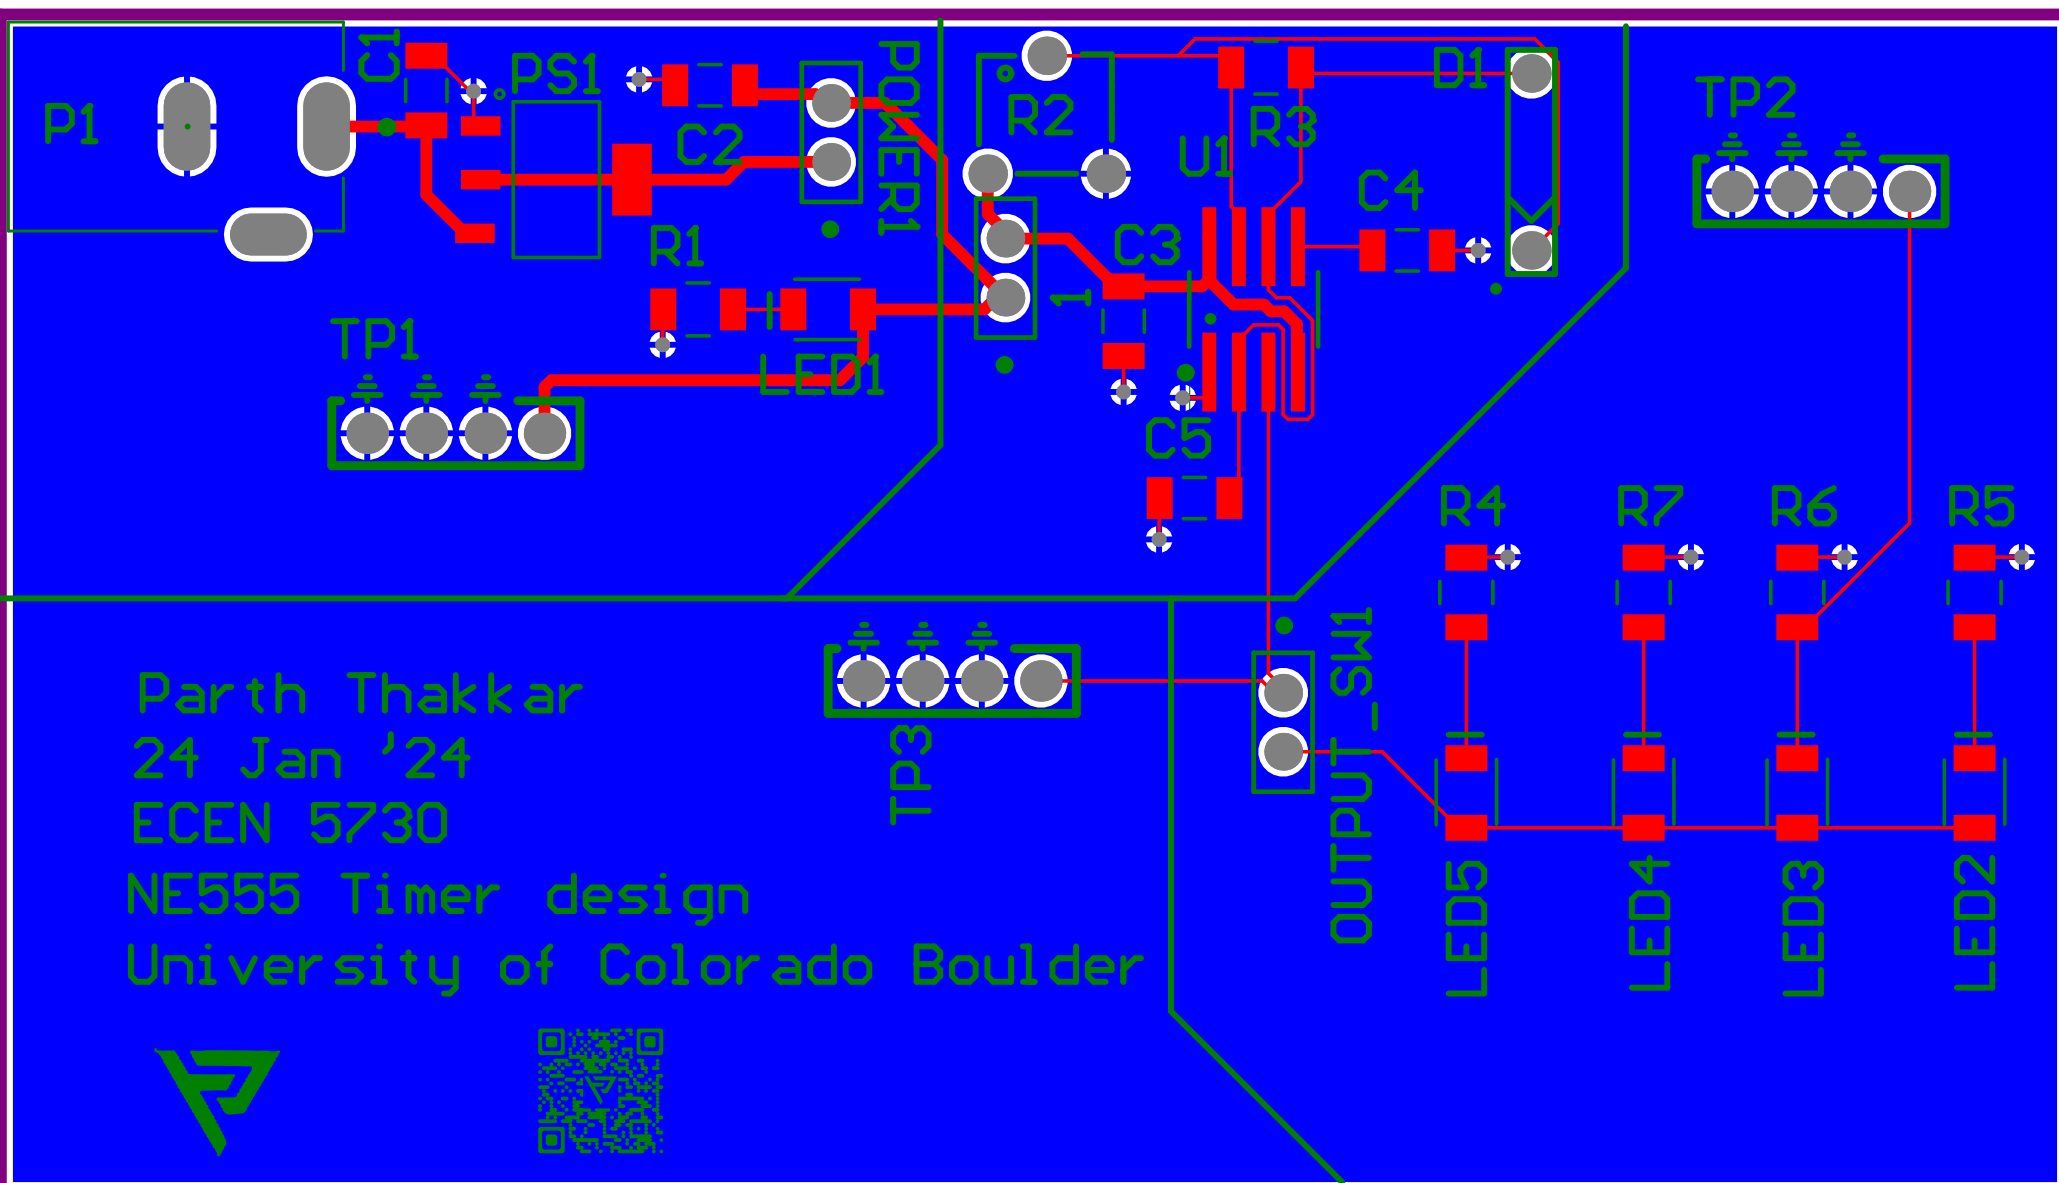 P1
C1
PS1
C2
POWER1
R2
R3
D1
U1
TP2
C4
R1
C3
1
TP1
LED1
C5
R4
R7
R6
R5
TP3
OUTPUT_SW1
LED5
LED4
LED3
LED2
Parth Thakkar
24 Jan '24
ECEN 5730
NE555 Timer design
University of Colorado Boulder